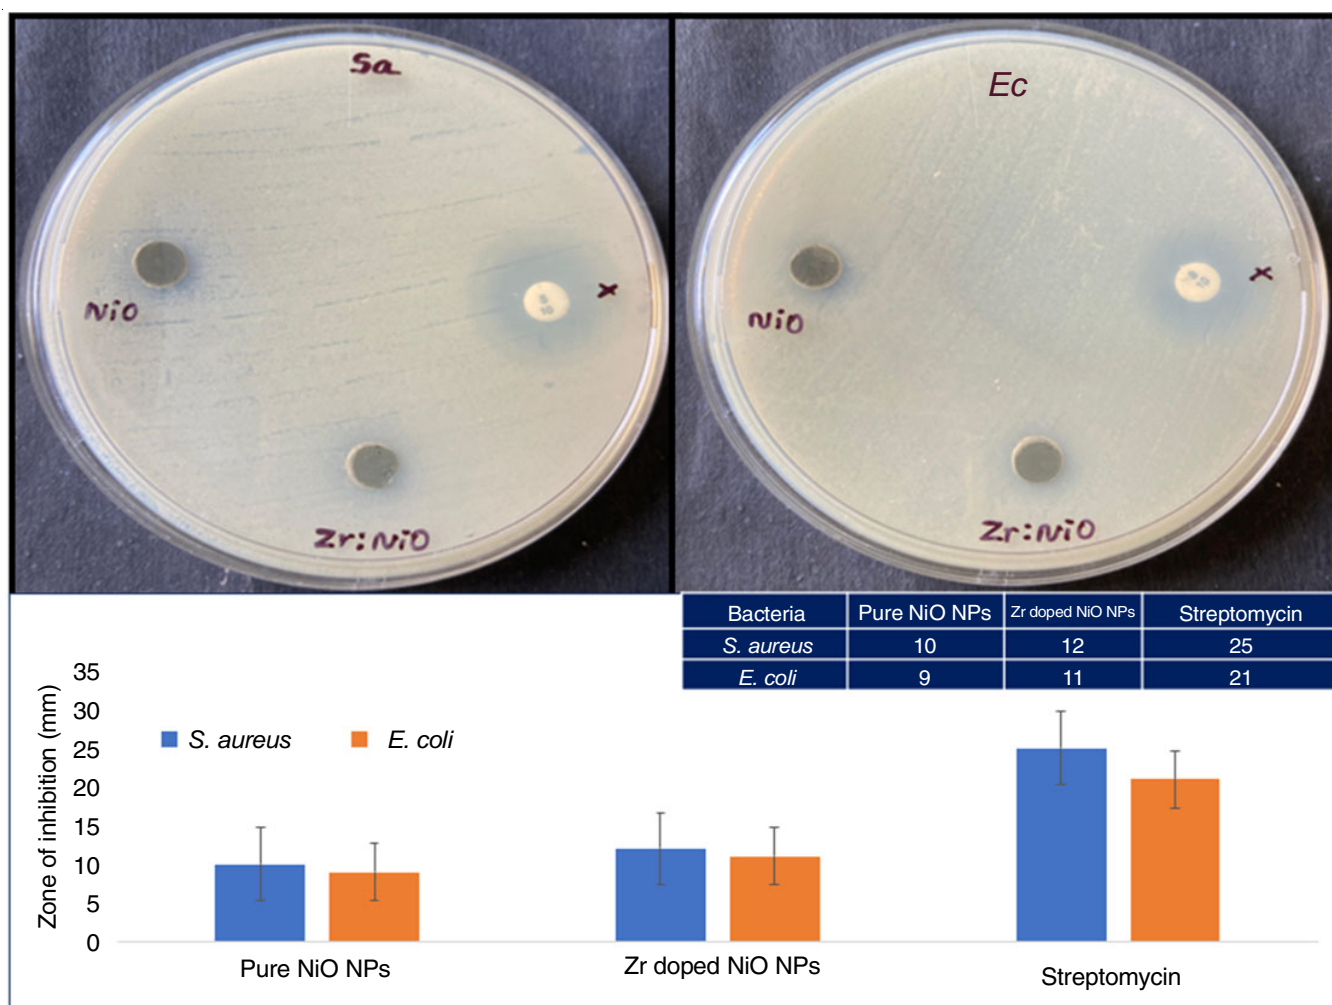 Sa
NiO
x
Zr:NiO
Ec
NiO
x
Zr:NiO
Bacteria Pure NiO NPs Zr doped NiO NPs Streptomycin
S. aureus 10 12 25
E. coli 9 11 21
Zone of inhibition (mm)
35
30
25
20
15
10
5
0
S. aureus E. coli
Pure NiO NPs Zr doped NiO NPs Streptomycin